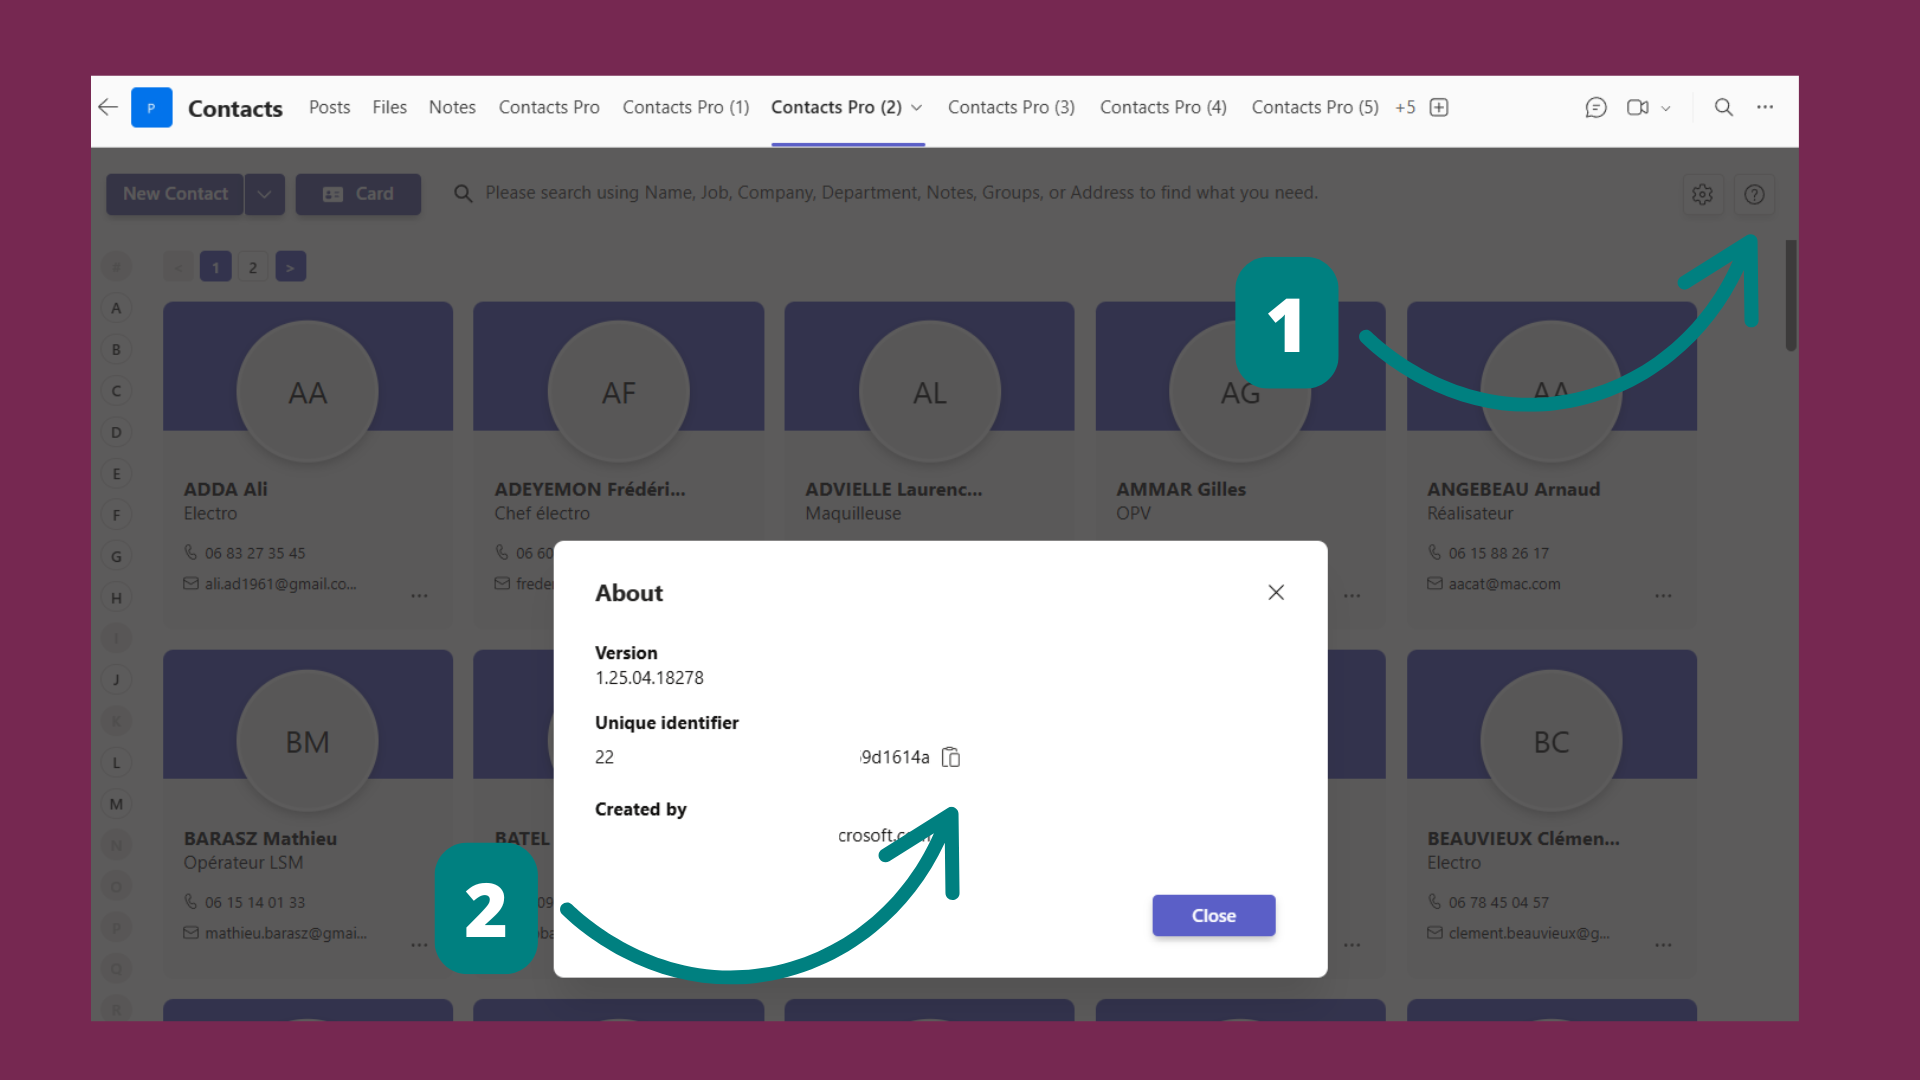 P Contacts Posts Files Notes Contacts Pro Contacts Pro (1) Contacts Pro (2) Contacts Pro (3) Contacts Pro (4) Contacts Pro (5) +5
New Contact Card Please search using Name, Job, Company, Department, Notes, Groups, or Address to find what you need.
# < 1 2 >
1
A
B
C
D
E
F
G
H
I
J
K
L
M
N
O
P
Q
R
AA AF AL AG AA
ADDA Ali ADEYEMON Frédéri... ADVIELLE Laurenc... AMMAR Gilles ANGEBEAU Arnaud
Electro Chef électro Maquilleuse OPV Réalisateur
06 83 27 35 45 06 60 06 15 88 26 17
ali.ad1961@gmail.co... frede aacat@mac.com
About
Version
1.25.04.18278
Unique identifier
22 9d1614a
Created by
crosoft.c
Close
2
BM BC
BARASZ Mathieu BATEL BEAUVIEUX Clémen...
Opérateur LSM Electro
06 15 14 01 33 09 06 78 45 04 57
mathieu.barasz@gmai... clement.beauvieux@g...